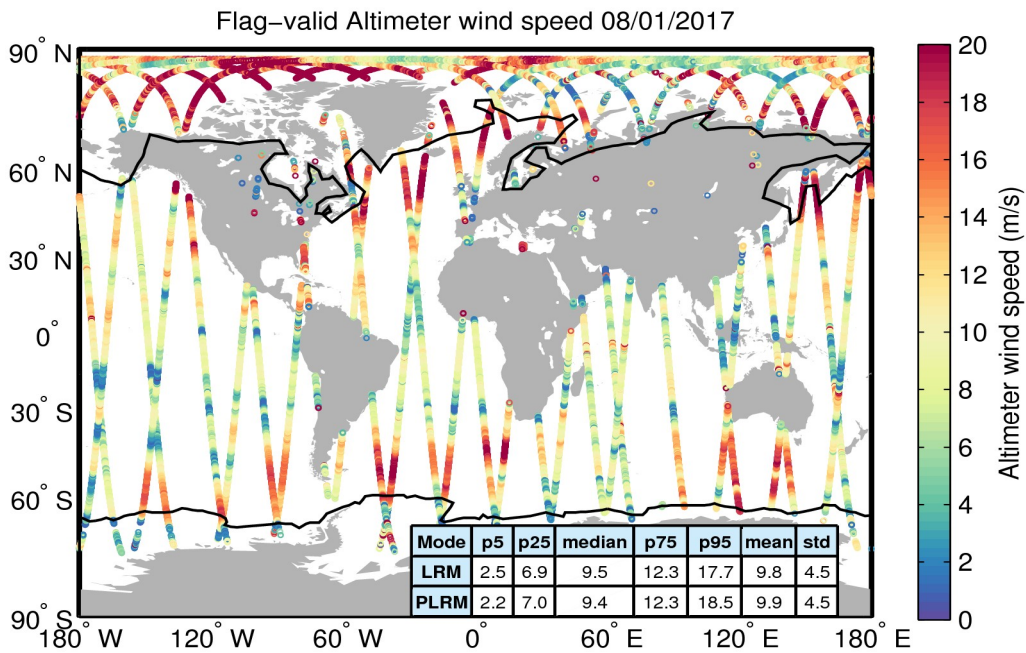 Flag−valid Altimeter wind speed 08/01/2017
90° N
60° N
30° N
0°
30° S
60° S
90° S
180° W
120° W
60° W
0°
60° E
120° E
180° E
Mode p5 p25 median p75 p95 mean std
LRM 2.5 6.9 9.5 12.3 17.7 9.8 4.5
PLRM 2.2 7.0 9.4 12.3 18.5 9.9 4.5
20
18
16
14
12
10
8
6
4
2
0
Altimeter wind speed (m/s)